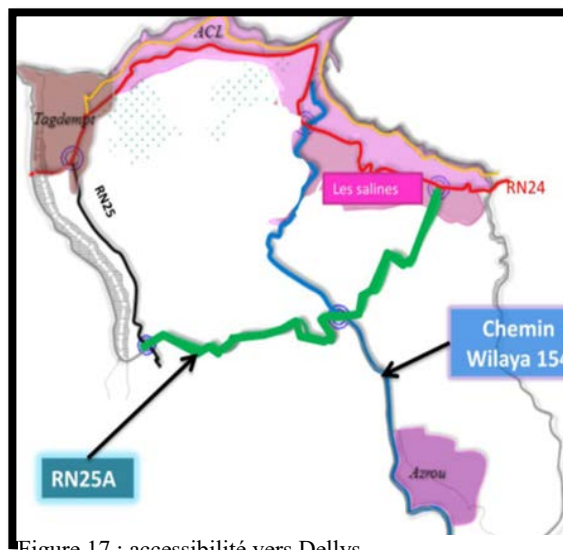 ACL
Tagdempt
RN25
Les salines
RN24
Chemin
Wilaya 154
RN25A
Azrou
Figure 17 : accessibilité vers Dellys